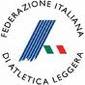 FEDERAZIONE ITALIANA
DI ATLETICA LEGGERA